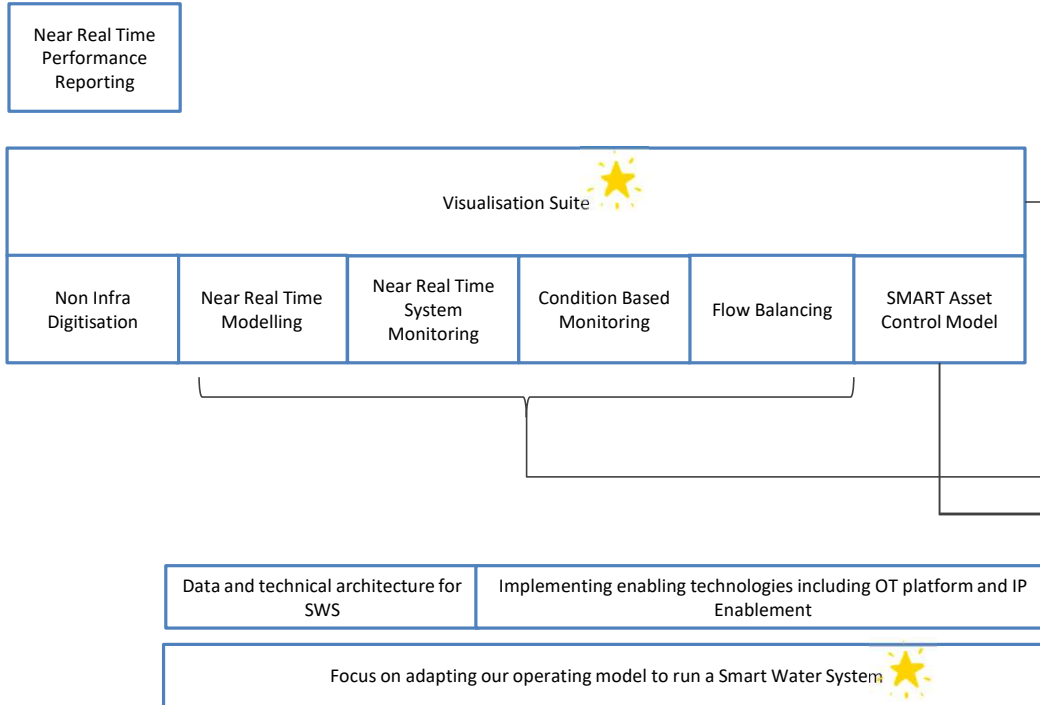 Near Real Time
Performance
Reporting
Visualisation Suite
Non Infra
Digitisation
Near Real Time
Modelling
Near Real Time
System
Monitoring
Condition Based
Monitoring
Flow Balancing
SMART Asset
Control Model
Data and technical architecture for
SWS
Implementing enabling technologies including OT platform and IP
Enablement
Focus on adapting our operating model to run a Smart Water System